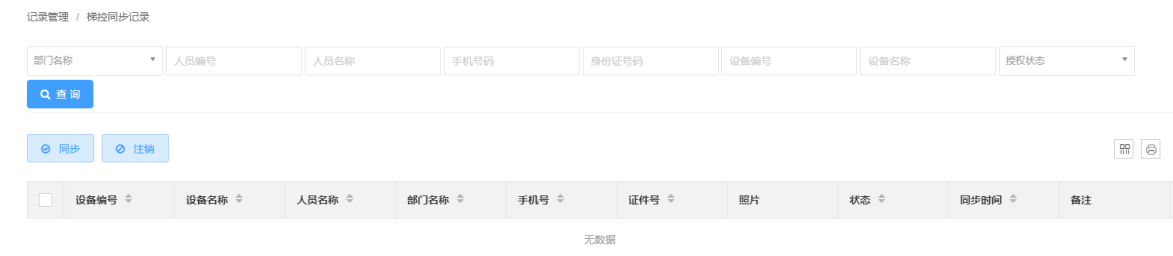 记录管理 / 梯控同步记录
部门名称 人员编号 人员名称 手机号码 身份证号码 设备编号 设备名称 授权状态
查询
同步 注销
设备编号 设备名称 人员名称 部门名称 手机号 证件号 照片 状态 同步时间 备注
无数据